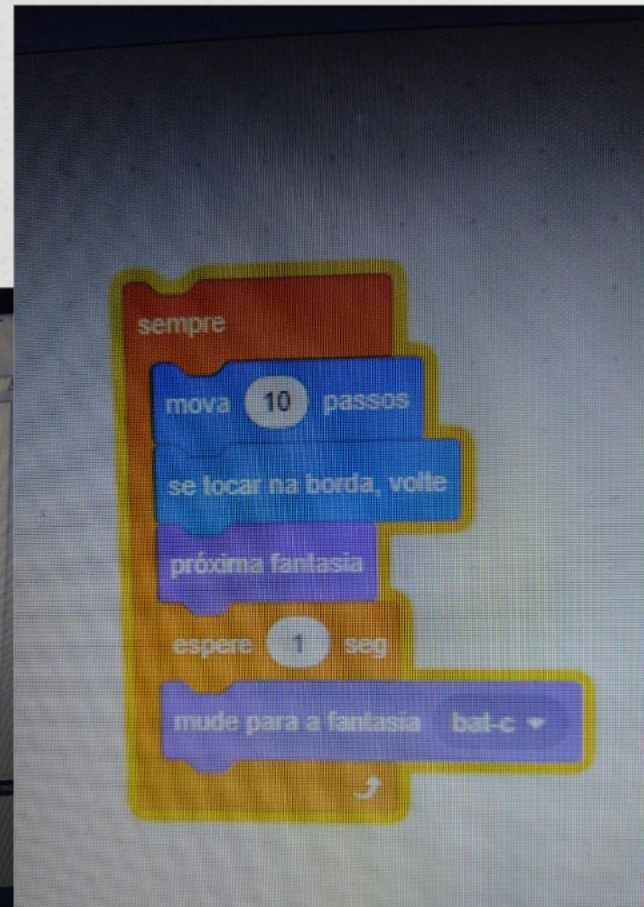 sempre
mova 10 passos
se tocar na borda, volte
próxima fantasia
espere 1 seg
mude para a fantasia bat-c